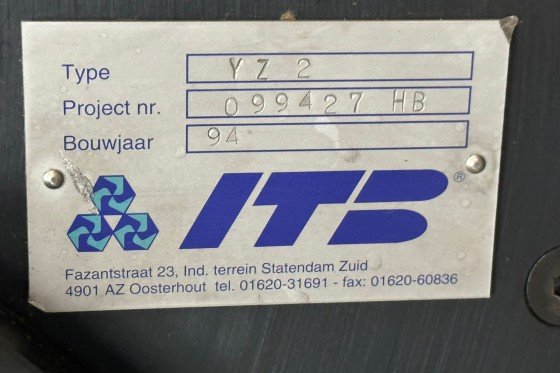 Type YZ 2
Project nr. 099427 HB
Bouwjaar 94
ITB ®
Fazantstraat 23, Ind. terrein Statendam Zuid
4901 AZ Oosterhout tel. 01620-31691 - fax: 01620-60836